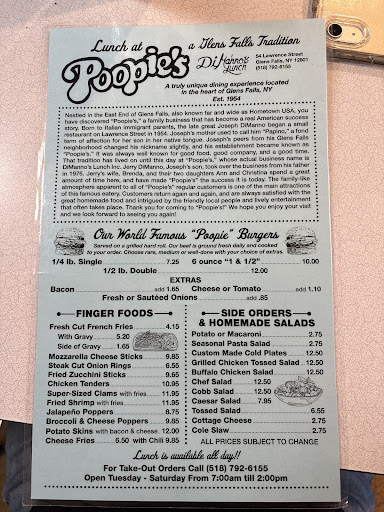 Lunch at
a Glens Falls Tradition
Poopie's
DiManno's
Lunch
54 Lawrence Street
Glens Falls, NY 12801
(518) 792-6155
A truly unique dining experience located
in the heart of Glens Falls, NY
Est. 1954
Nestled in the East End of Glens Falls, also known far and wide as Hometown USA, you
have discovered "Poopie's," a family business that has become a real American success
story. Born to Italian immigrant parents, the late great Joseph DiManno began a small
restaurant on Lawrence Street in 1954. Joseph's mother used to call him "Papino," a fond
term of affection for her son in her native tongue. Joseph's peers from his Glens Falls
neighborhood changed his nickname slightly, and his establishment became known as
"Poopie's." It was always well known for good food, good company, and a good time.
That tradition has lived on until this day at "Poopie's," whose actual business name is
DiManno's Lunch Inc. Jerry DiManno, Joseph's son, took over the business from his father
in 1976. Jerry's wife, Brenda, and their two daughters Ann and Christina spend a great
amount of time here, and have made "Poopie's" the success it is today. The family-like
atmosphere apparent to all of "Poopie's" regular customers is one of the main attractions
of this famous eatery. Customers return again and again, and are always satisfied with the
great homemade food and intrigued by the friendly local people and lively entertainment
that often takes place. Thank you for coming to "Poopie's!" We hope you enjoy your visit
and we look forward to seeing you again!
Our World Famous "Poopie" Burgers
Served on a grilled hard roll. Our beef is ground fresh daily and cooked
to your order. Choose rare, medium or well-done with your choice of extras.
1/4 lb. Single 7.25 6 ounce "1 & 1/2" 10.00
1/2 lb. Double 12.00
EXTRAS
Bacon add 1.65 Cheese or Tomato add 1.10
Fresh or Sautéed Onions add .85
FINGER FOODS
Fresh Cut French Fries 4.15
With Gravy 5.20
Side of Gravy 1.65
Mozzarella Cheese Sticks 9.85
Steak Cut Onion Rings 6.55
Fried Zucchini Sticks 9.65
Chicken Tenders 10.95
Super-Sized Clams with fries 11.95
Fried Shrimp with fries 11.95
Jalapeño Poppers 8.75
Broccoli & Cheese Poppers 9.85
Potato Skins with bacon & cheese 12.00
Cheese Fries 6.50 with Chili 9.85
SIDE ORDERS
& HOMEMADE SALADS
Potato or Macaroni 2.75
Seasonal Pasta Salad 2.75
Custom Made Cold Plates 12.50
Grilled Chicken Tossed Salad 12.50
Buffalo Chicken Salad 12.50
Chef Salad 12.50
Cobb Salad 12.50
Caesar Salad 7.95
Tossed Salad 6.55
Cottage Cheese 2.75
Cole Slaw 2.75
ALL PRICES SUBJECT TO CHANGE
Lunch is available all day!!
For Take-Out Orders Call (518) 792-6155
Open Tuesday - Saturday From 7:00am till 2:00pm